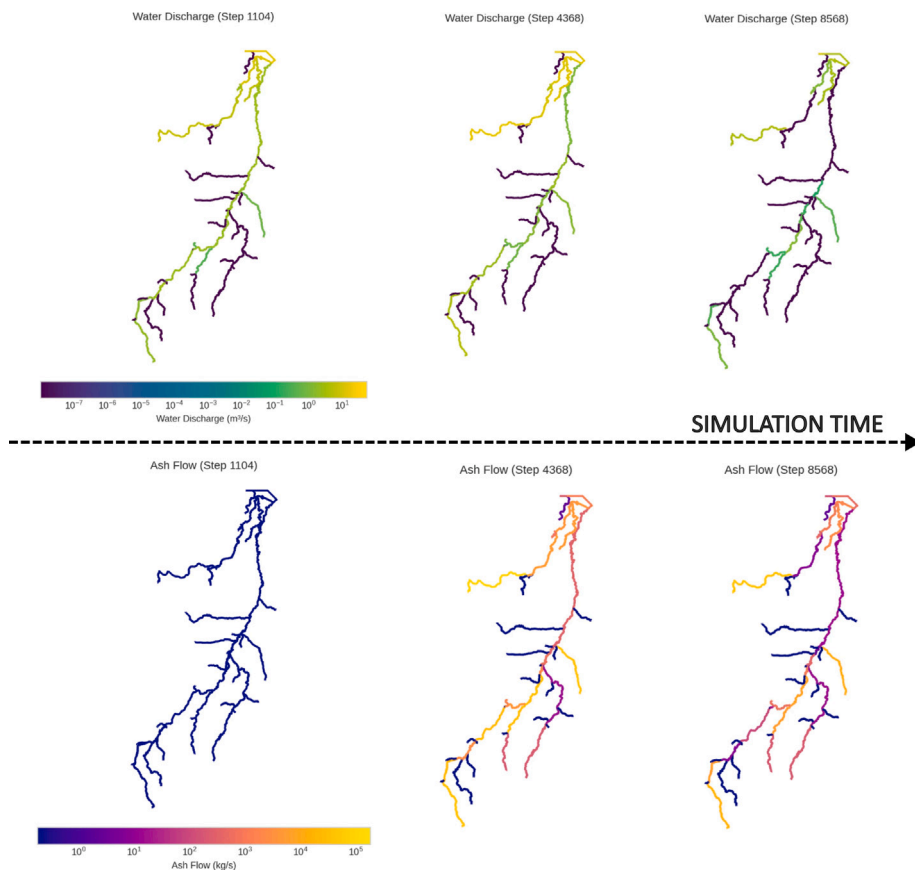 Water Discharge (Step 1104)
Water Discharge (Step 4368)
Water Discharge (Step 8568)
10⁻⁷ 10⁻⁶ 10⁻⁵ 10⁻⁴ 10⁻³ 10⁻² 10⁻¹ 10⁰ 10¹
Water Discharge (m³/s)
SIMULATION TIME
Ash Flow (Step 1104)
Ash Flow (Step 4368)
Ash Flow (Step 8568)
10⁰ 10¹ 10² 10³ 10⁴ 10⁵
Ash Flow (kg/s)